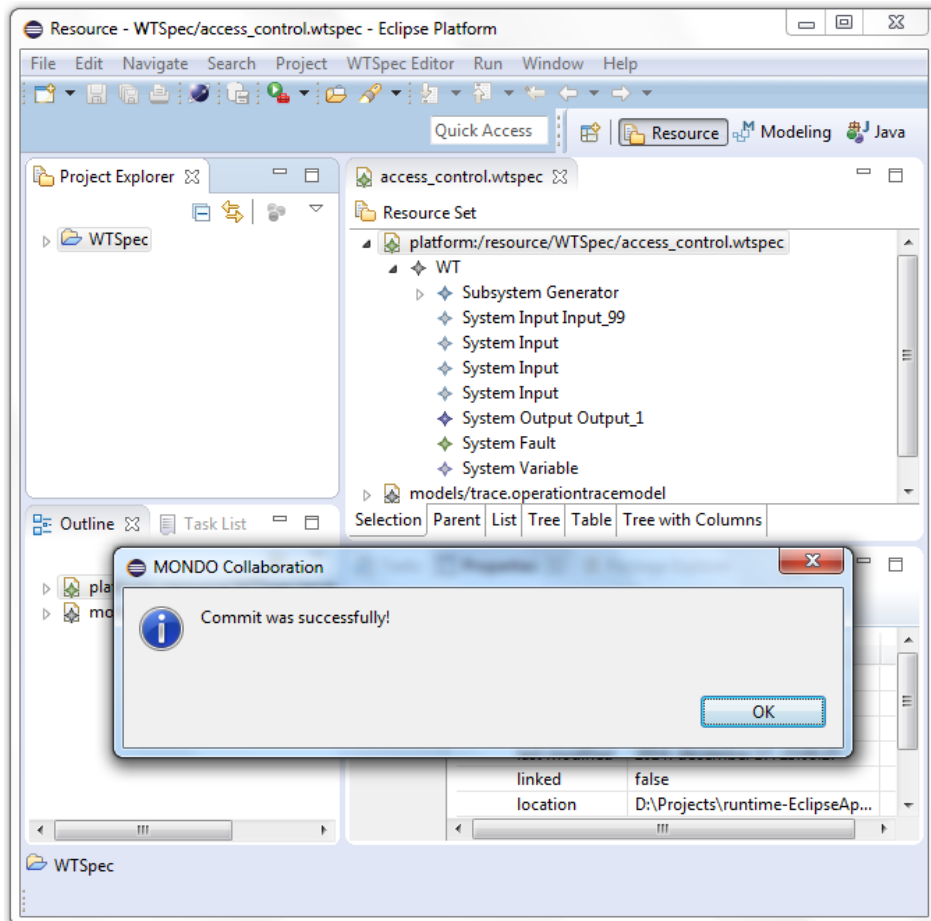 Resource - WTSpec/access_control.wtspec - Eclipse Platform
File Edit Navigate Search Project WTSpec Editor Run Window Help
Quick Access Resource Modeling Java
Project Explorer
WTSpec
access_control.wtspec
Resource Set
platform:/resource/WTSpec/access_control.wtspec
WT
Subsystem Generator
System Input Input_99
System Input
System Input
System Input
System Output Output_1
System Fault
System Variable
models/trace.operationtracemodel
Selection Parent List Tree Table Tree with Columns
Outline Task List
pla
mo
MONDO Collaboration
Commit was successfully!
OK
linked false
location D:\Projects\runtime-EclipseAp...
WTSpec